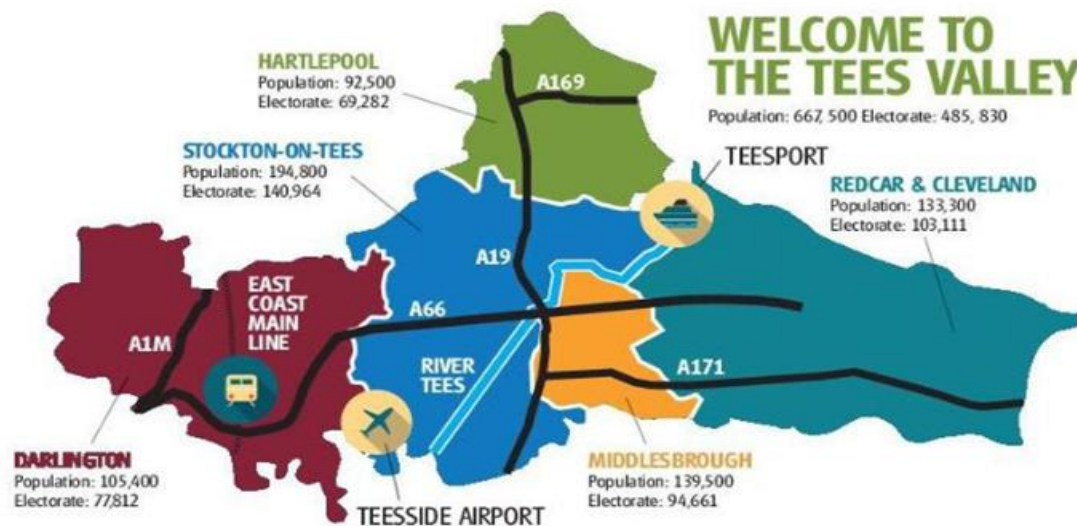 WELCOME TO
THE TEES VALLEY
Population: 667, 500 Electorate: 485, 830
HARTLEPOOL
Population: 92,500
Electorate: 69,282
A169
STOCKTON-ON-TEES
Population: 194,800
Electorate: 140,964
TEESPORT
REDCAR & CLEVELAND
Population: 133,300
Electorate: 103,111
A19
EAST
COAST
MAIN
LINE
A66
A1M
RIVER
TEES
A171
DARLINGTON
Population: 105,400
Electorate: 77,812
MIDDLESBROUGH
Population: 139,500
Electorate: 94,661
TEESSIDE AIRPORT